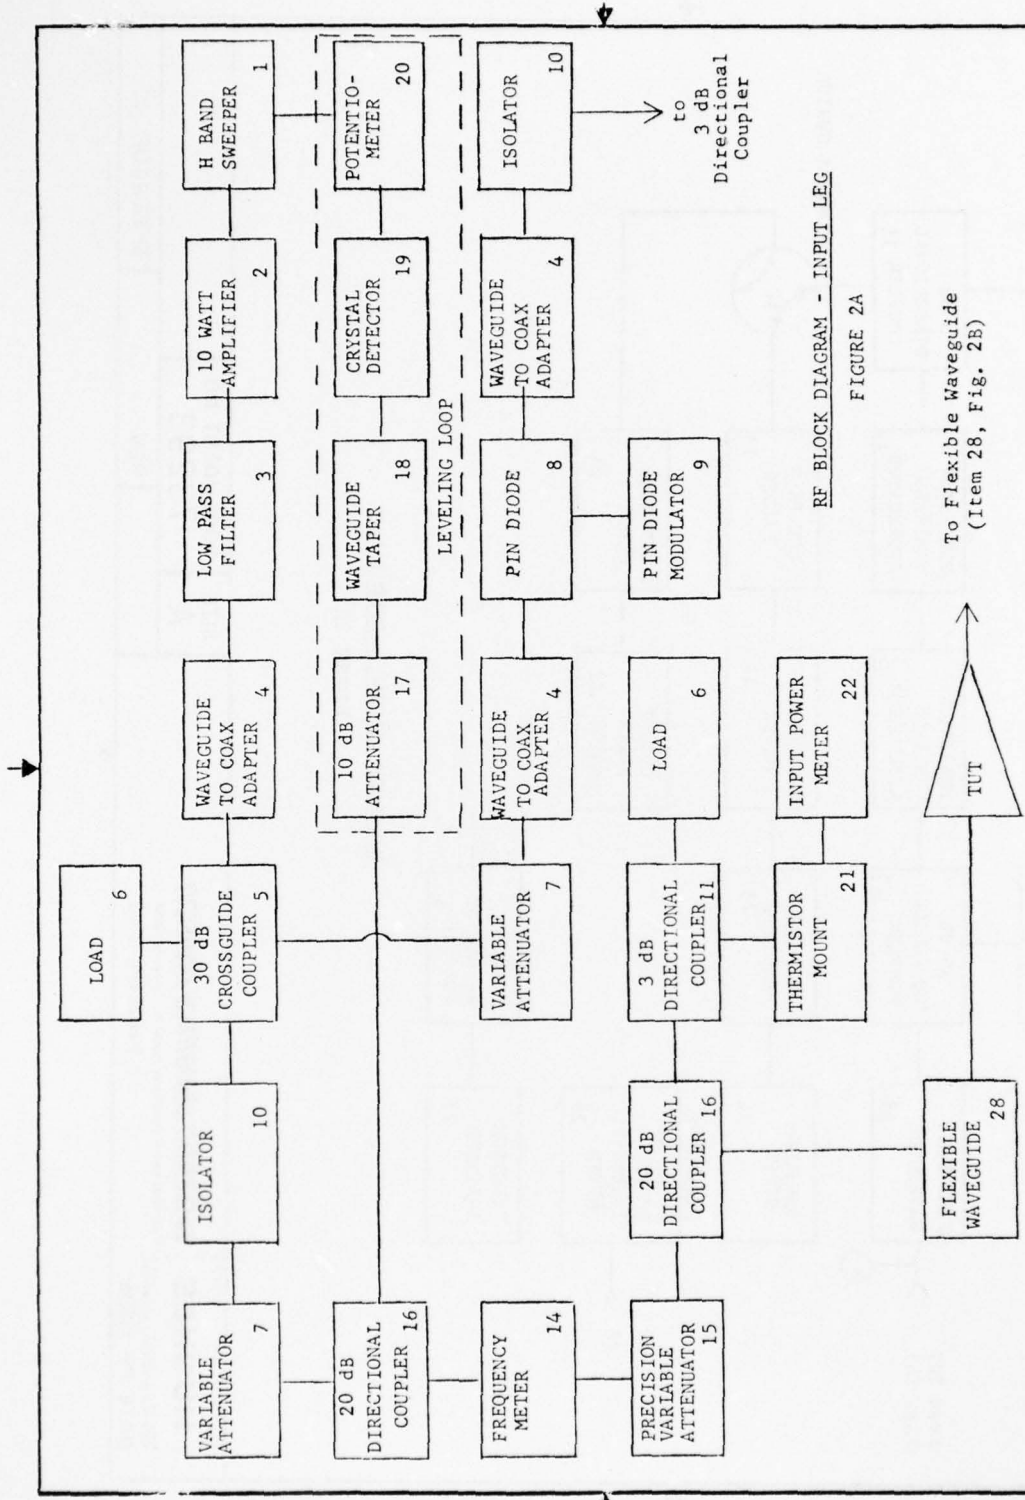 LOAD
6
VARIABLE
ATTENUATOR
7
ISOLATOR
10
30 dB
CROSSGUIDE
COUPLER
5
WAVEGUIDE
TO COAX
ADAPTER
4
LOW PASS
FILTER
3
10 WATT
AMPLIFIER
2
H BAND
SWEEPER
1
20 dB
DIRECTIONAL
COUPLER
16
10 dB
ATTENUATOR
17
WAVEGUIDE
TAPER
18
CRYSTAL
DETECTOR
19
POTENTIO-
METER
20
LEVELING LOOP
FREQUENCY
METER
14
VARIABLE
ATTENUATOR
7
WAVEGUIDE
TO COAX
ADAPTER
4
PIN DIODE
8
WAVEGUIDE
TO COAX
ADAPTER
4
ISOLATOR
10
PRECISION
VARIABLE
ATTENUATOR
15
20 dB
DIRECTIONAL
COUPLER
16
3 dB
DIRECTIONAL
COUPLER
11
LOAD
6
PIN DIODE
MODULATOR
9
to
3 dB
Directional
Coupler
THERMISTOR
MOUNT
21
INPUT POWER
METER
22
RF BLOCK DIAGRAM - INPUT LEG
FIGURE 2A
FLEXIBLE
WAVEGUIDE
28
TUT
To Flexible Waveguide
(Item 28, Fig. 2B)